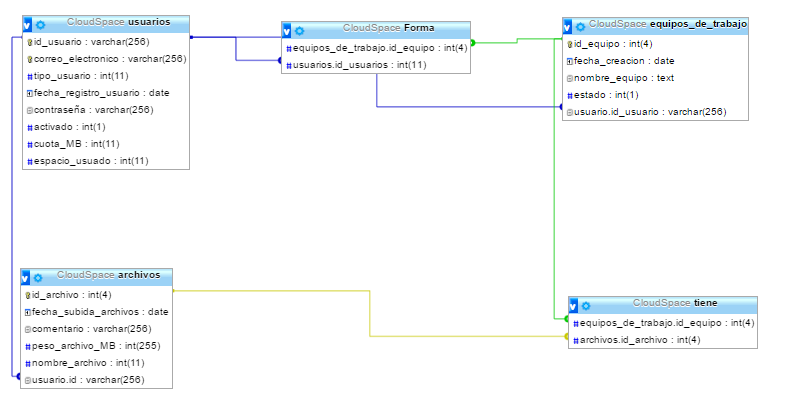 CloudSpace usuarios
id_usuario : varchar(256)
correo_electronico : varchar(256)
tipo_usuario : int(11)
fecha_registro_usuario : date
contraseña : varchar(256)
activado : int(1)
cuota_MB : int(11)
espacio_usuado : int(11)
CloudSpace Forma
equipos_de_trabajo.id_equipo : int(4)
usuarios.id_usuarios : int(11)
CloudSpace equipos_de_trabajo
id_equipo : int(4)
fecha_creacion : date
nombre_equipo : text
estado : int(1)
usuario.id_usuario : varchar(256)
CloudSpace archivos
id_archivo : int(4)
fecha_subida_archivos : date
comentario : varchar(256)
peso_archivo_MB : int(255)
nombre_archivo : int(11)
usuario.id : varchar(256)
CloudSpace tiene
equipos_de_trabajo.id_equipo : int(4)
archivos.id_archivo : int(4)